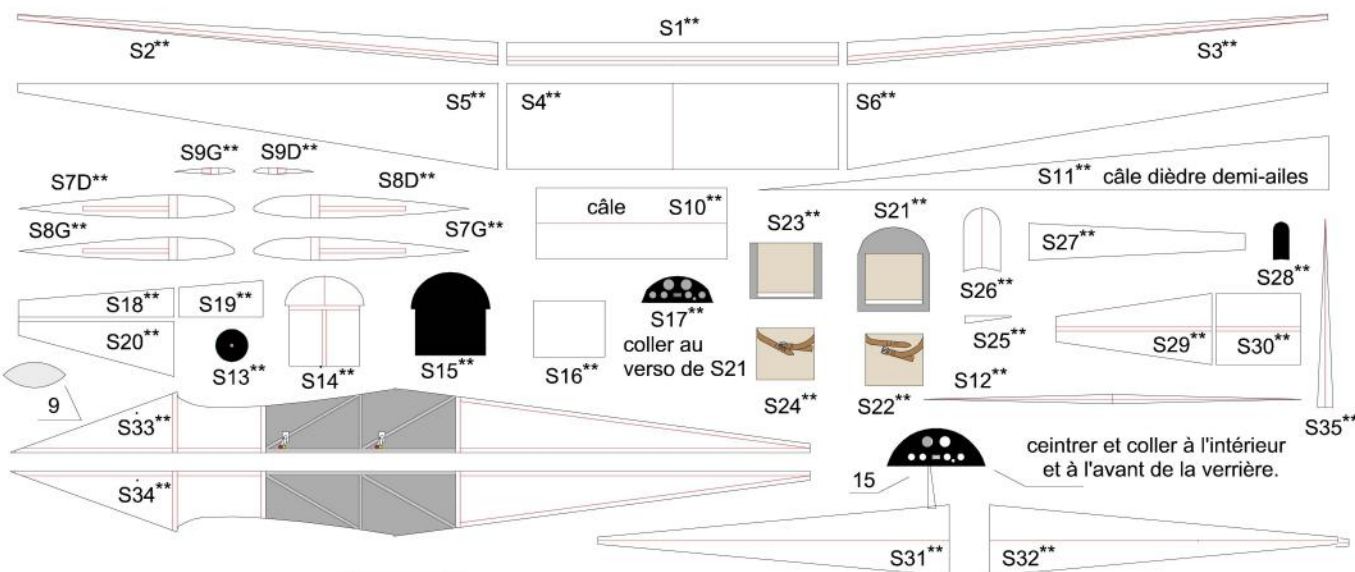 S1**
S2**
S3**
S5**
S4**
S6**
S9G**
S9D**
S11** câle dièdre demi-ailes
S7D**
S8D**
câle S10**
S23**
S21**
S8G**
S7G**
S27**
S26**
S28**
S18**
S19**
S17**
coller au
verso de S21
S25**
S20**
S13**
S14**
S15**
S16**
S29**
S30**
S24**
S22**
S12**
S35**
9
S33**
ceintrer et coller à l'intérieur
et à l'avant de la verrière.
15
S34**
S31**
S32**